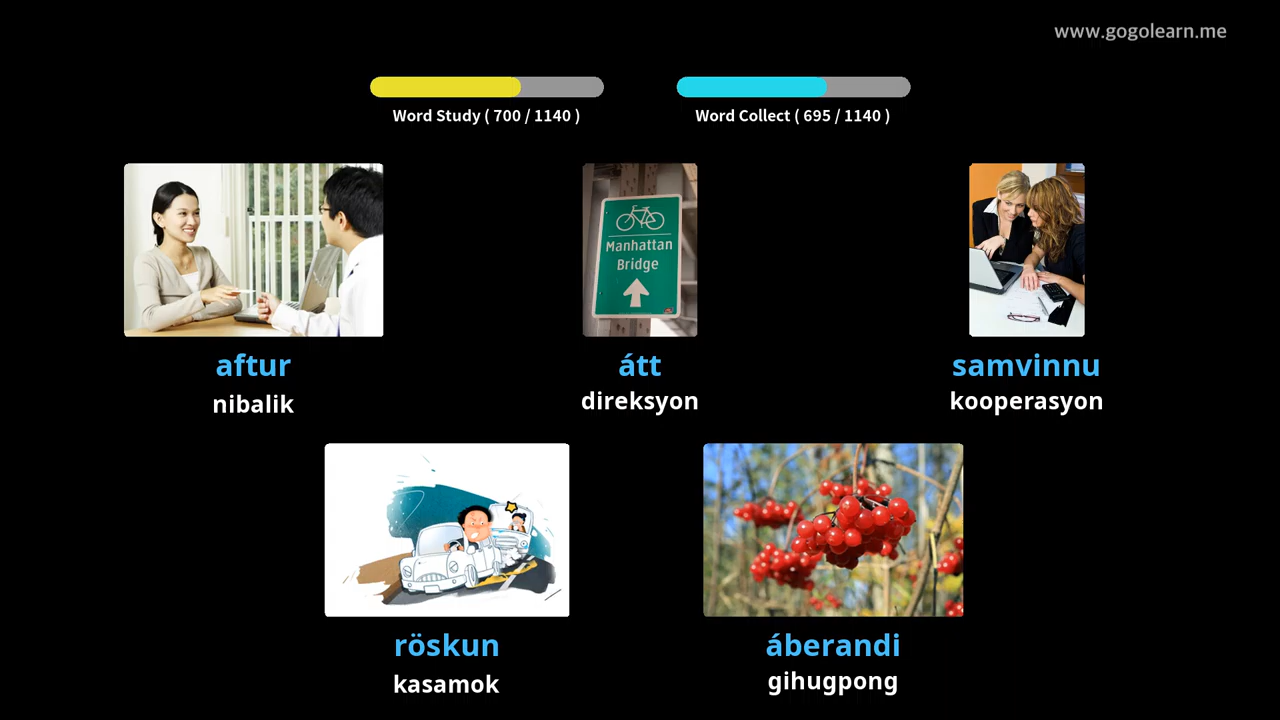 www.gogolearn.me
Word Study ( 700 / 1140 )
Word Collect ( 695 / 1140 )
Manhattan
Bridge
aftur
nibalik
átt
direksyon
samvinnu
kooperasyon
röskun
kasamok
áberandi
gihugpong